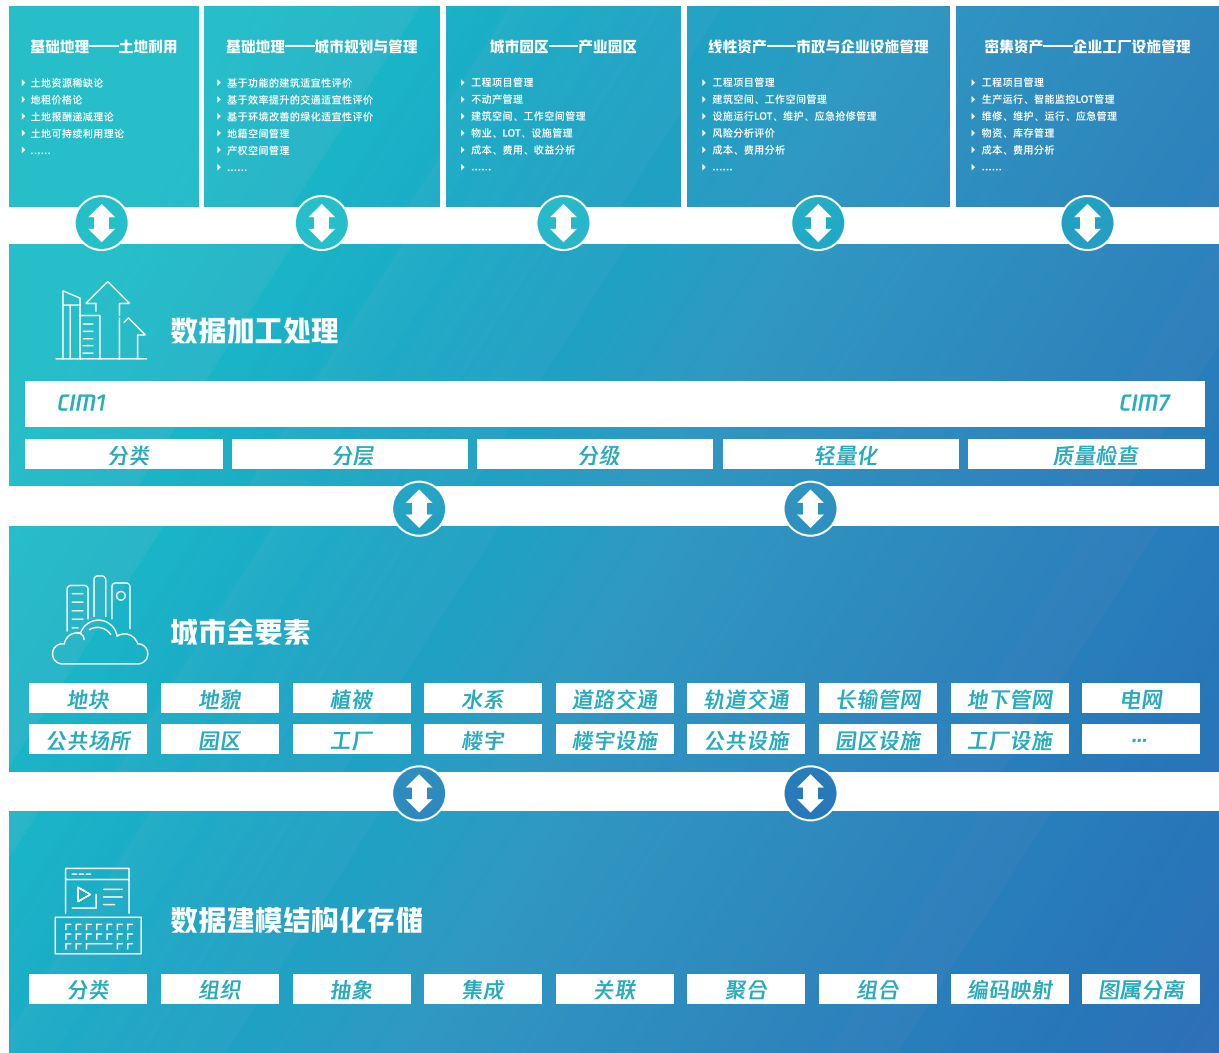 基础地理——土地利用
土地资源稀缺论
地租价格论
土地报酬递减理论
土地可持续利用理论
......
基础地理——城市规划与管理
基于功能的建筑适宜性评价
基于效率提升的交通适宜性评价
基于环境改善的绿化适宜性评价
地籍空间管理
产权空间管理
......
城市园区——产业园区
工程项目管理
不动产管理
建筑空间、工作空间管理
物业、LOT、设施管理
成本、费用、收益分析
......
线性资产——市政与企业设施管理
工程项目管理
建筑空间、工作空间管理
设施运行LOT、维护、应急抢修管理
风险分析评价
成本、费用分析
......
密集资产——企业工厂设施管理
工程项目管理
生产运行、智能监控LOT管理
维修、维护、运行、应急管理
物资、库存管理
成本、费用分析
......
数据加工处理
CIM1 CIM7
分类 分层 分级 轻量化 质量检查
城市全要素
地块 地貌 植被 水系 道路交通 轨道交通 长输管网 地下管网 电网
公共场所 园区 工厂 楼宇 楼宇设施 公共设施 园区设施 工厂设施 ...
数据建模结构化存储
分类 组织 抽象 集成 关联 聚合 组合 编码映射 图属分离